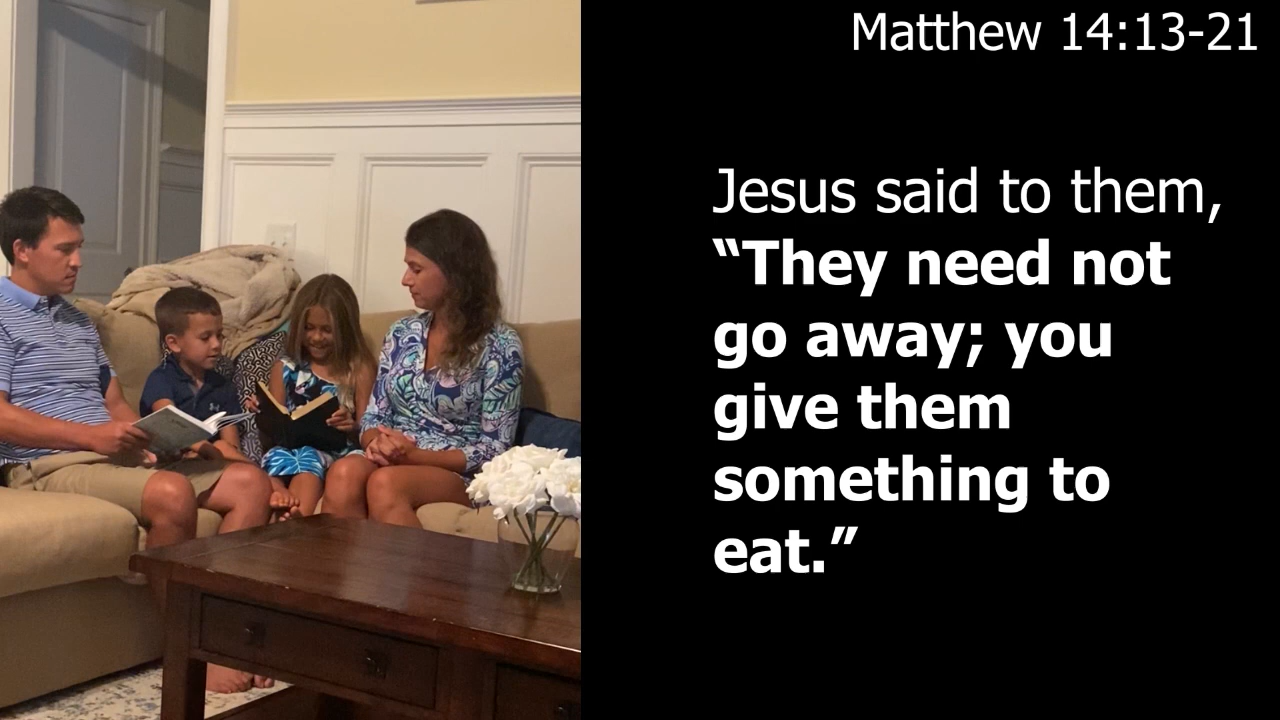 Matthew 14:13-21
Jesus said to them,
“They need not
go away; you
give them
something to
eat.”